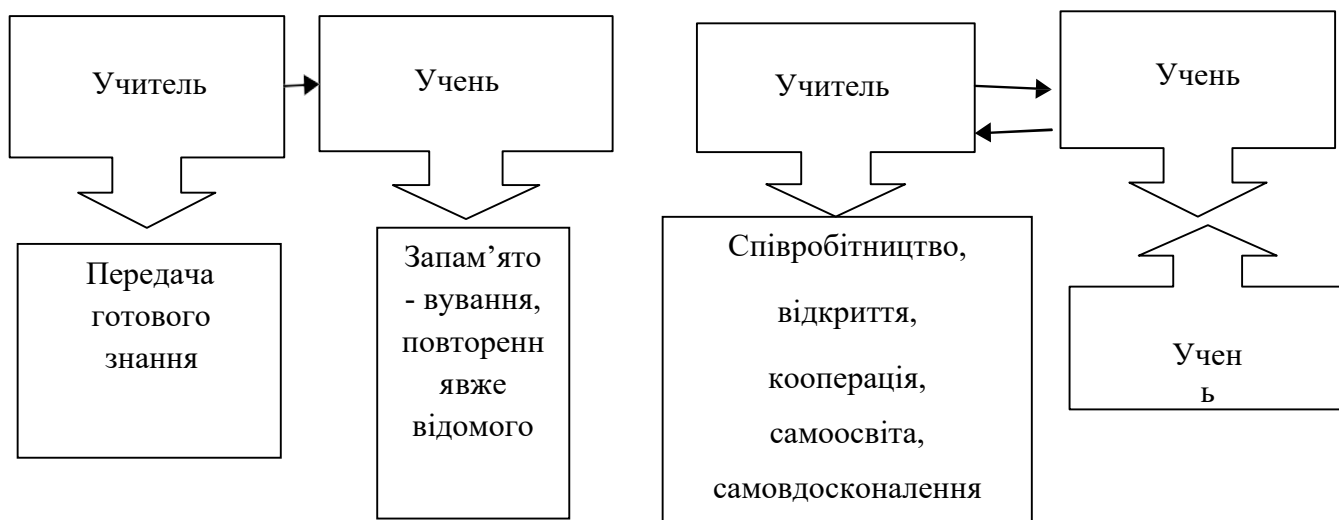 Учитель
Учень
Учитель
Учень
Передача
готового
знання
Запам’ято
- вування,
повторенн
явже
відомого
Співробітництво,
відкриття,
кооперація,
самоосвіта,
самовдосконалення
Учен
ь